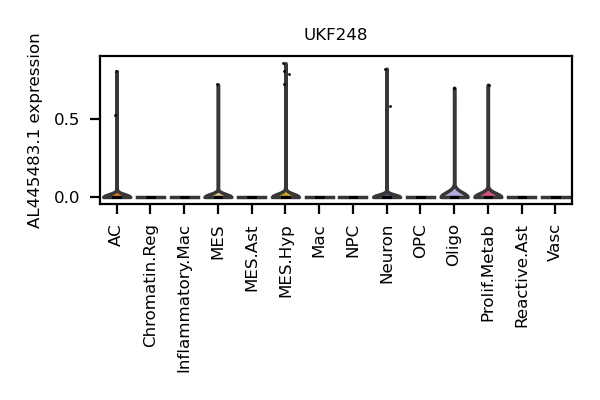 UKF248
AL445483.1 expression
0.5
0.0
AC
Chromatin.Reg
Inflammatory.Mac
MES
MES.Ast
MES.Hyp
Mac
NPC
Neuron
OPC
Oligo
Prolif.Metab
Reactive.Ast
Vasc